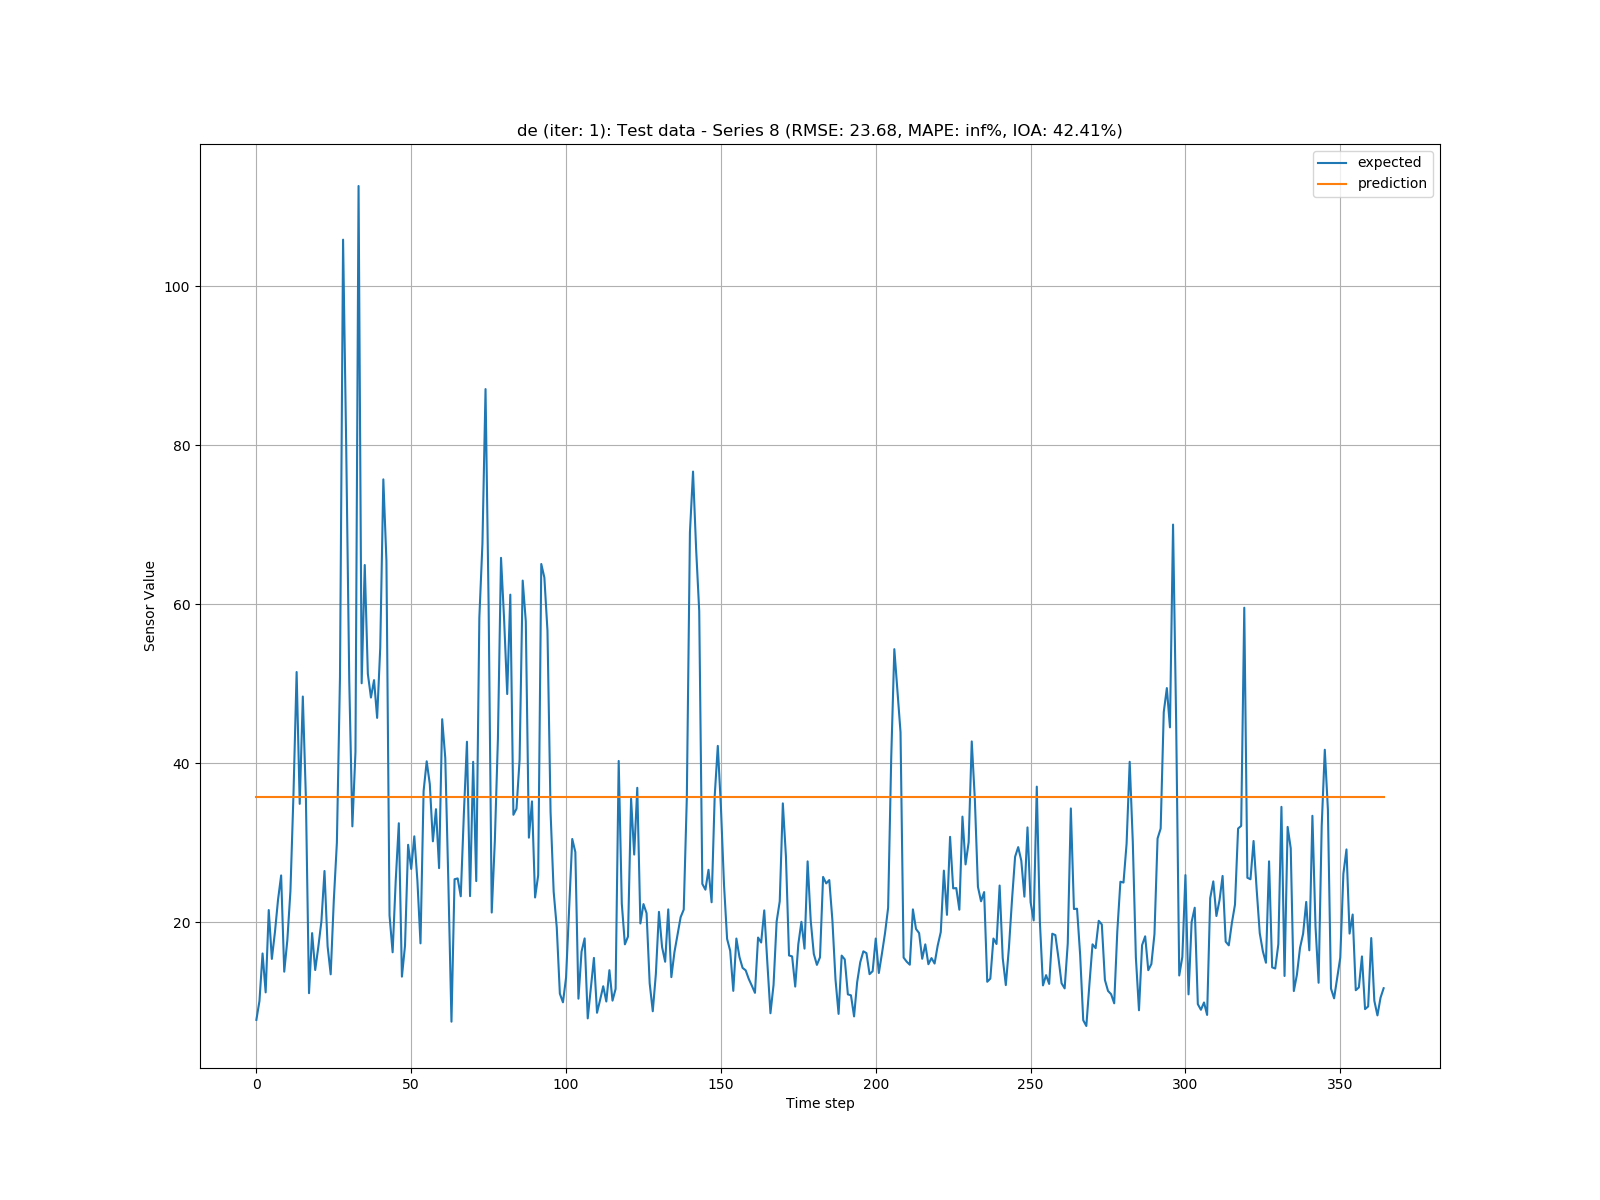 de (iter: 1): Test data - Series 8 (RMSE: 23.68, MAPE: inf%, IOA: 42.41%)
expected
prediction
100
80
60
40
20
Sensor Value
0 50 100 150 200 250 300 350
Time step